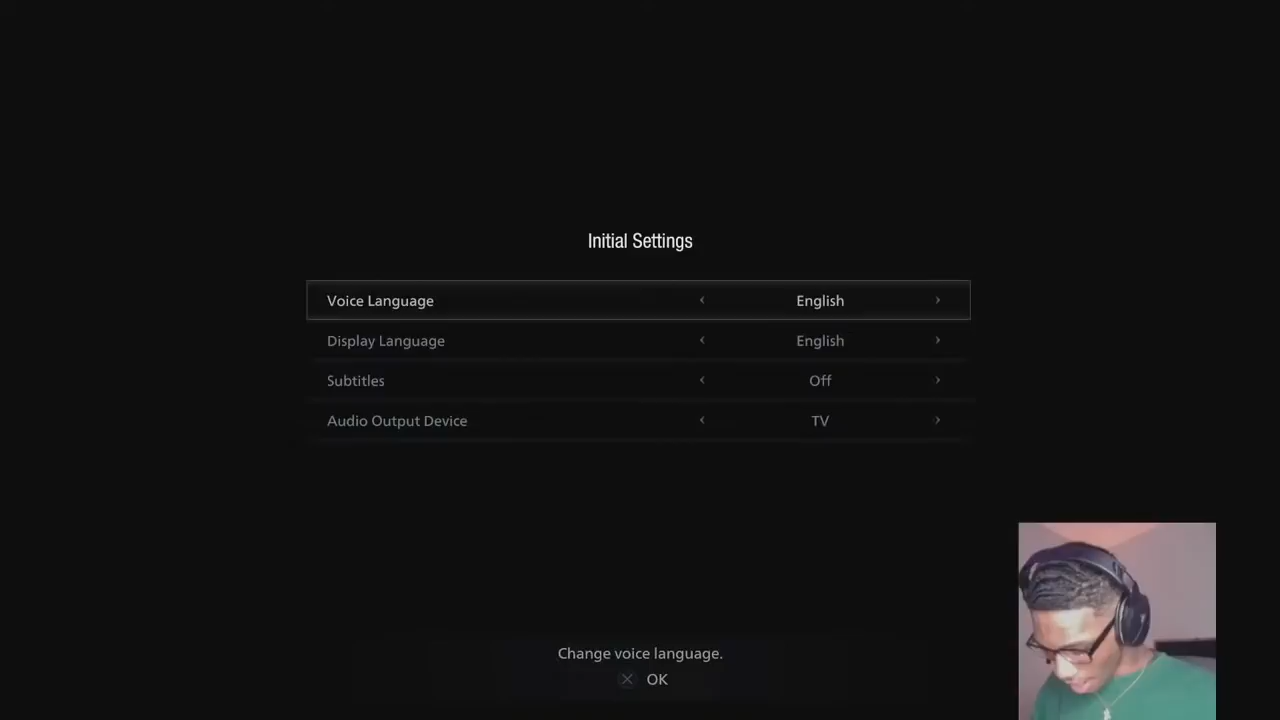 Initial Settings
Voice Language English
Display Language English
Subtitles Off
Audio Output Device TV
Change voice language.
OK